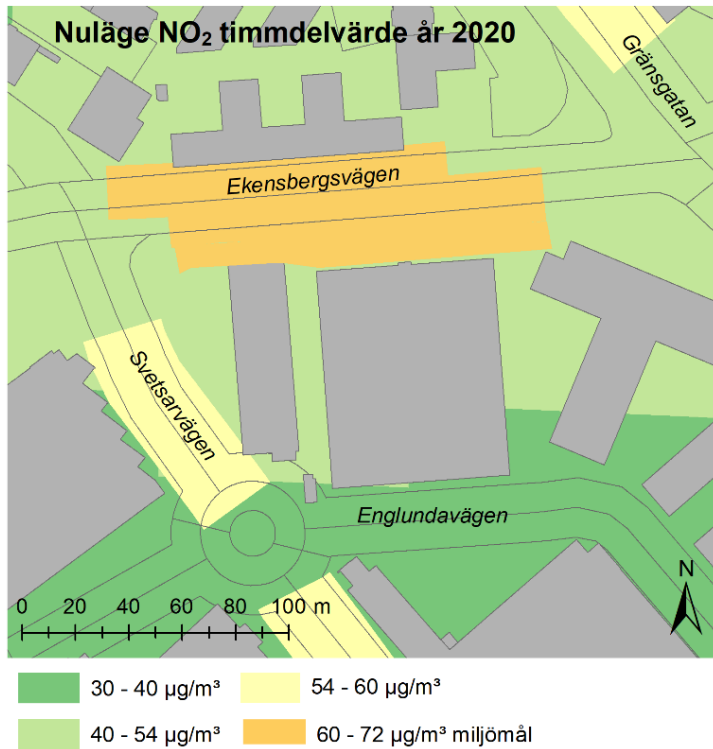 Nuläge NO₂ timmdelvärde år 2020
Gränsgatan
Ekensbergsvägen
Svetsarvägen
Englundavägen
N
0 20 40 60 80 100 m
30 - 40 µg/m³ 54 - 60 µg/m³
40 - 54 µg/m³ 60 - 72 µg/m³ miljömål